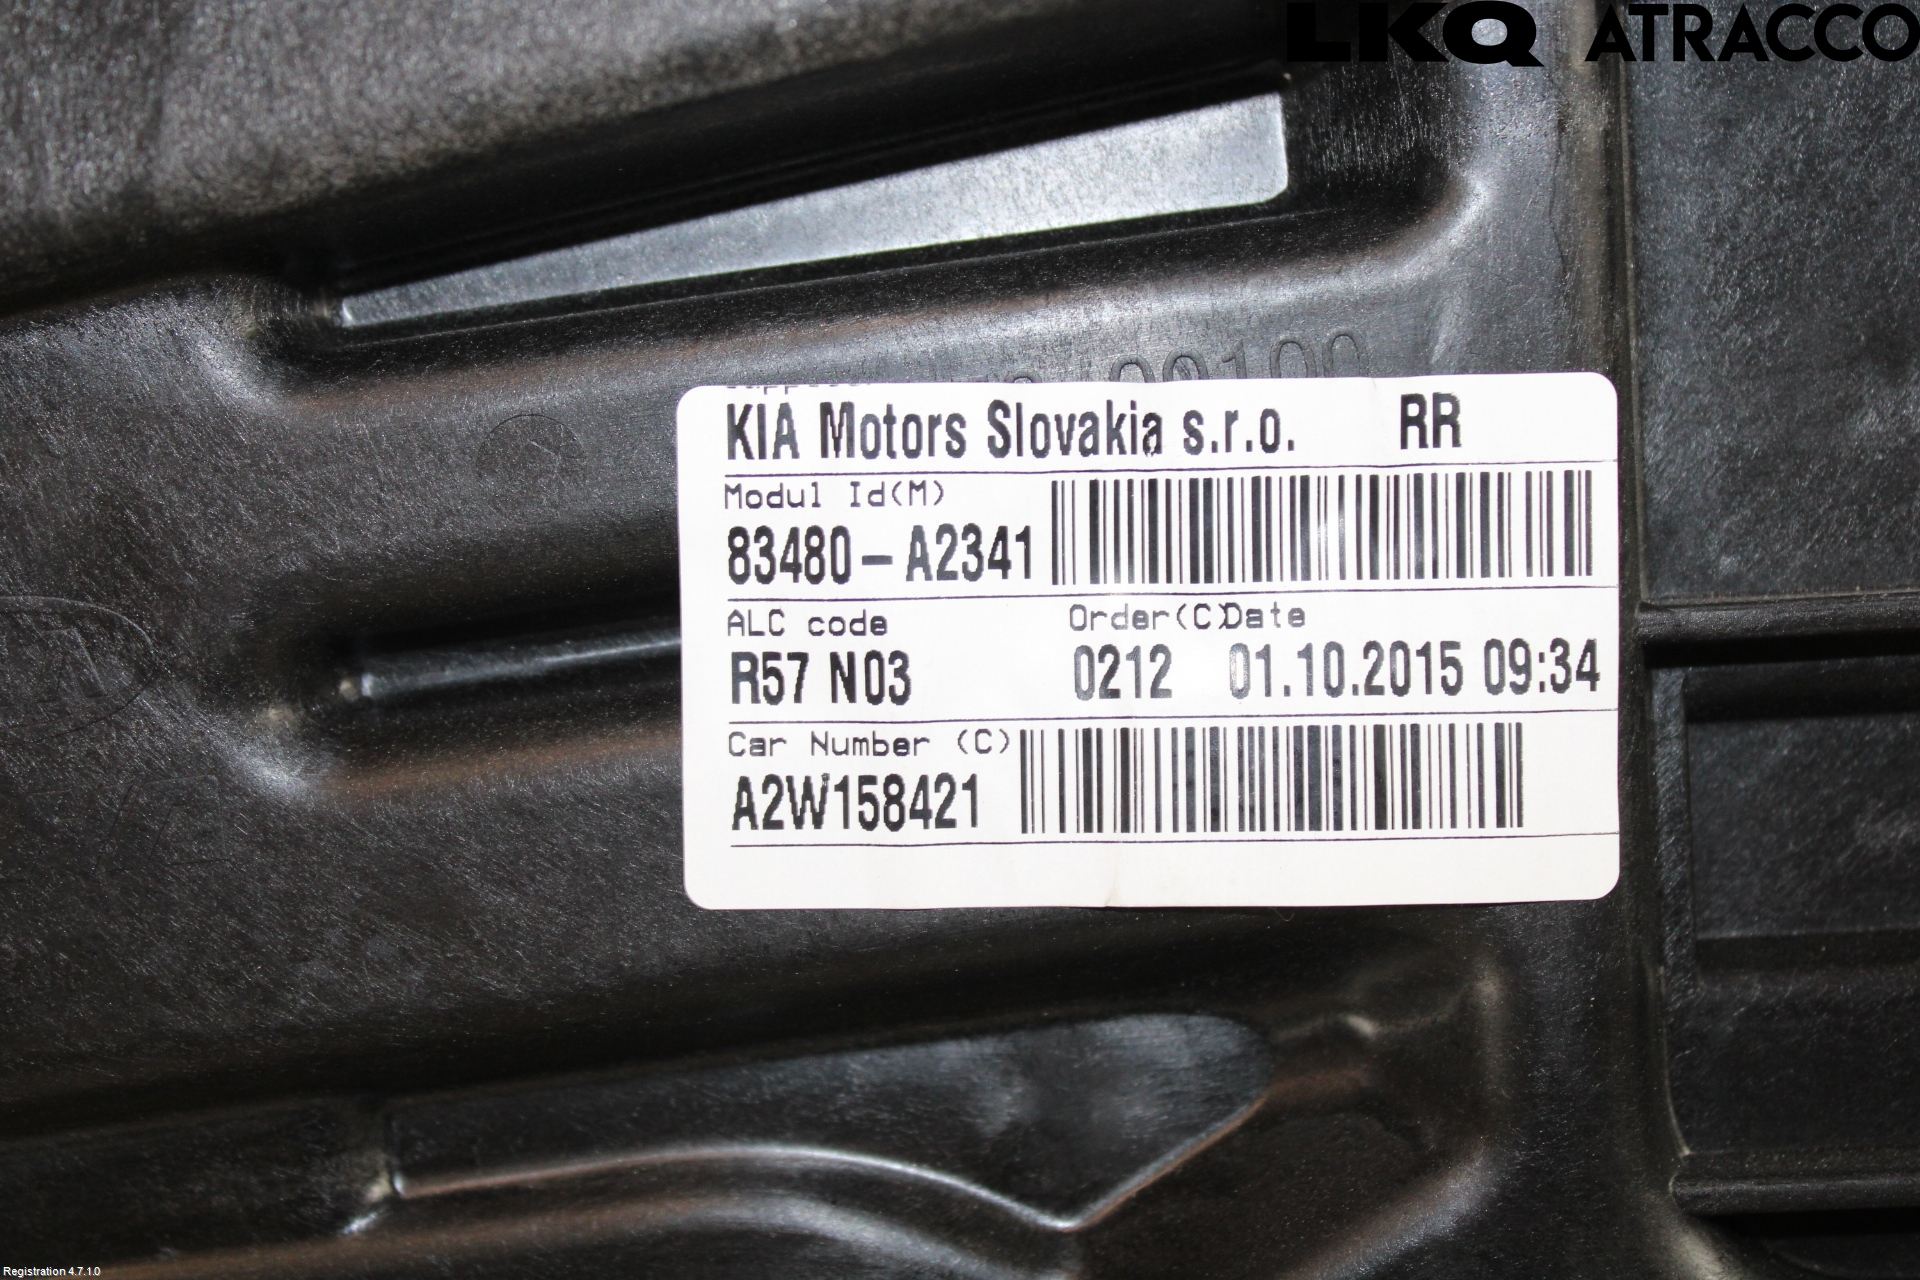 LKQ ATRACCO
00100
KIA Motors Slovakia s.r.o. RR
Modul Id(M)
83480-A2341
ALC code Order(C)Date
R57 N03 0212 01.10.2015 09:34
Car Number (C)
A2W158421
Registration 4.7.1.0